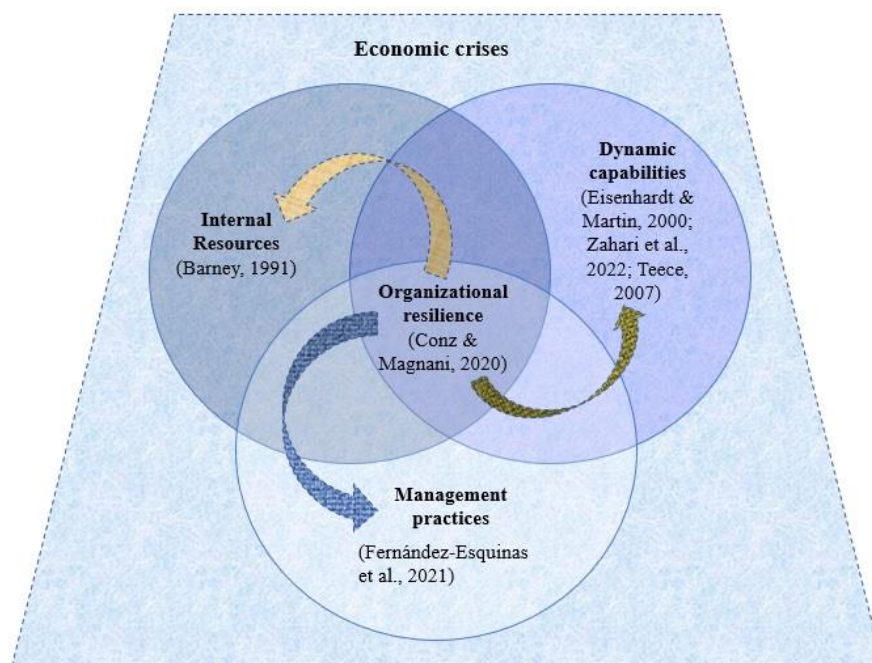 Economic crises
Internal
Resources
(Barney, 1991)
Dynamic
capabilities
(Eisenhardt &
Martin, 2000;
Zahari et al.,
2022; Teece,
2007)
Organizational
resilience
(Conz &
Magnani, 2020)
Management
practices
(Fernández-Esquinas
et al., 2021)